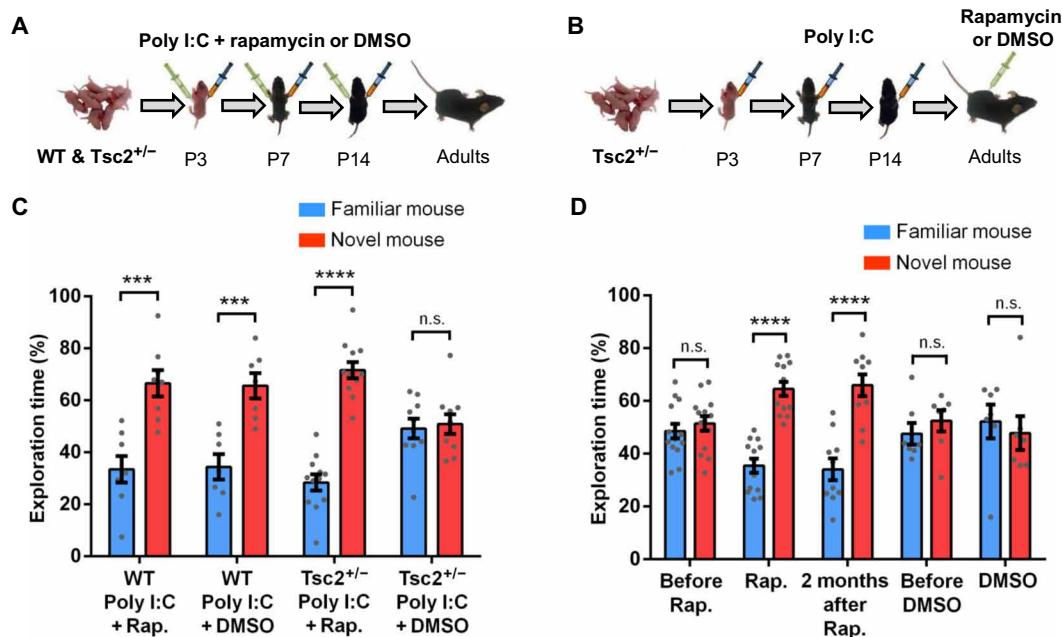 A
Poly I:C + rapamycin or DMSO
WT & Tsc2+/−
P3
P7
P14
Adults
B
Poly I:C
Rapamycin
or DMSO
Tsc2+/−
P3
P7
P14
Adults
C
Familiar mouse
Novel mouse
Exploration time (%)
100
80
60
40
20
0
***
***
****
n.s.
WT
Poly I:C
+ Rap.
WT
Poly I:C
+ DMSO
Tsc2+/−
Poly I:C
+ Rap.
Tsc2+/−
Poly I:C
+ DMSO
D
Familiar mouse
Novel mouse
Exploration time (%)
100
80
60
40
20
0
n.s.
****
****
n.s.
n.s.
Before
Rap.
Rap.
2 months
after
Rap.
Before
DMSO
DMSO